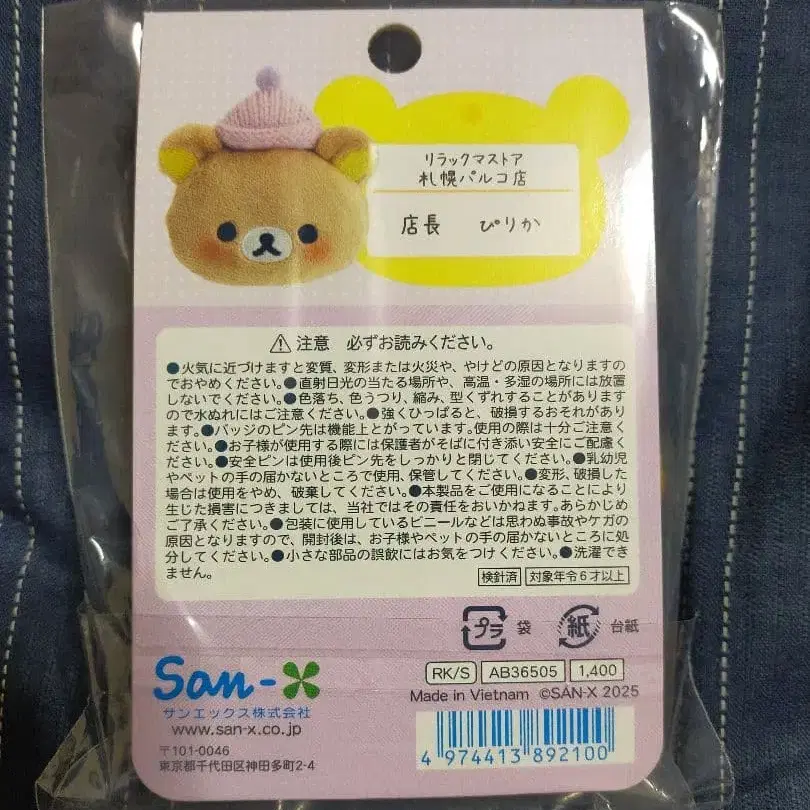 リラックマストア
札幌パルコ店
店長 ぴりか
注意 必ずお読みください。
●火気に近づけますと変質、変形または火災や、やけどの原因となりますの
でおやめください。●直射日光の当たる場所や、高温・多湿の場所には放置
しないでください。●色落ち、色うつり、縮み、型くずれすることがあります
ので水ぬれにはご注意ください。●強くひっぱると、破損するおそれがあり
ます。●バッジのピン先は機能上とがっています。使用の際は十分ご注意く
ださい。●お子様が使用する際には保護者がそばに付き添い安全にご配慮く
ださい。●安全ピンは使用後ピン先をしっかりと閉じてください。●乳幼児
やペットの手の届かないところで使用、保管してください。●変形、破損した
場合は使用をやめ、破棄してください。●本製品をご使用になることにより
生じた損害につきましては、当社ではその責任をおいかねます。あらかじめ
ご了承ください。●包装に使用しているビニールなどは思わぬ事故やケガの
原因となりますので、開封後は、お子様やペットの手の届かないところに処
分してください。●小さな部品の誤飲にはお気をつけください。●洗濯でき
ません。
検針済 対象年令6才以上
プラ 袋 紙 台紙
San-X
サンエックス株式会社
www.san-x.co.jp
〒101-0046
東京都千代田区神田多町2-4
RK/S AB36505 1,400
Made in Vietnam ©SAN-X 2025
4 974413 892100